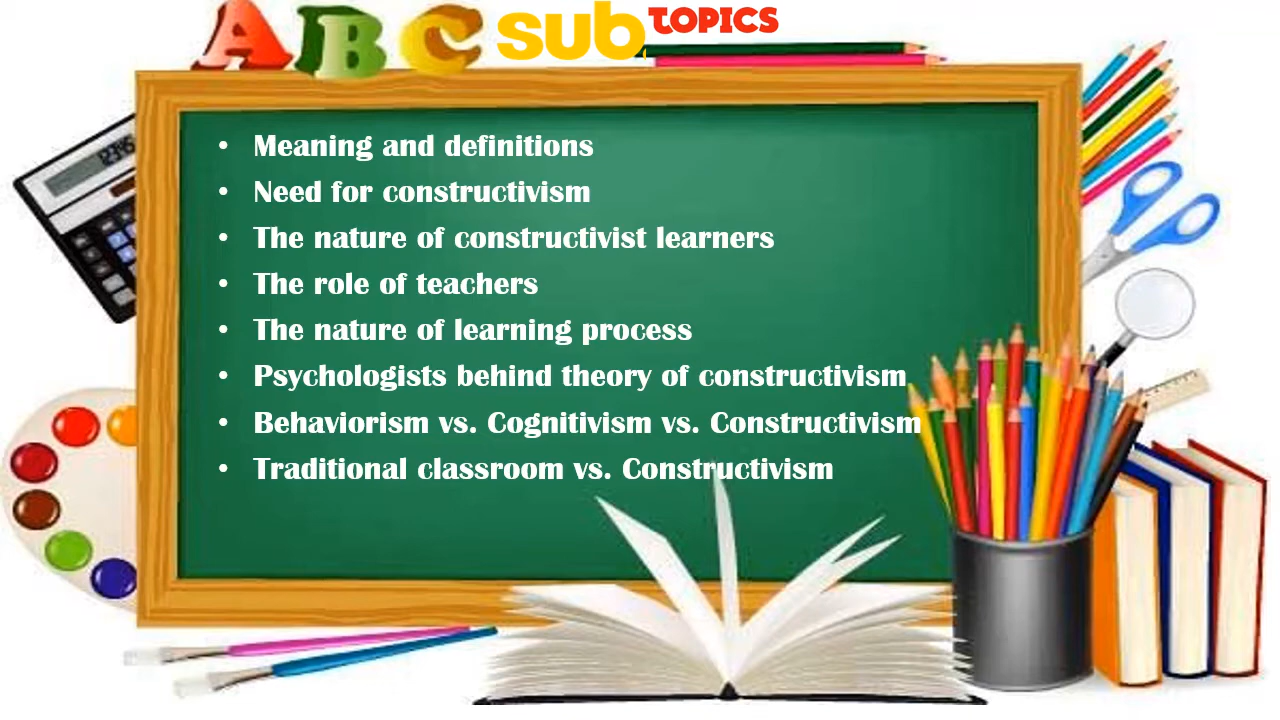 ABC sub TOPICS
• Meaning and definitions
• Need for constructivism
• The nature of constructivist learners
• The role of teachers
• The nature of learning process
• Psychologists behind theory of constructivism
• Behaviorism vs. Cognitivism vs. Constructivism
• Traditional classroom vs. Constructivism